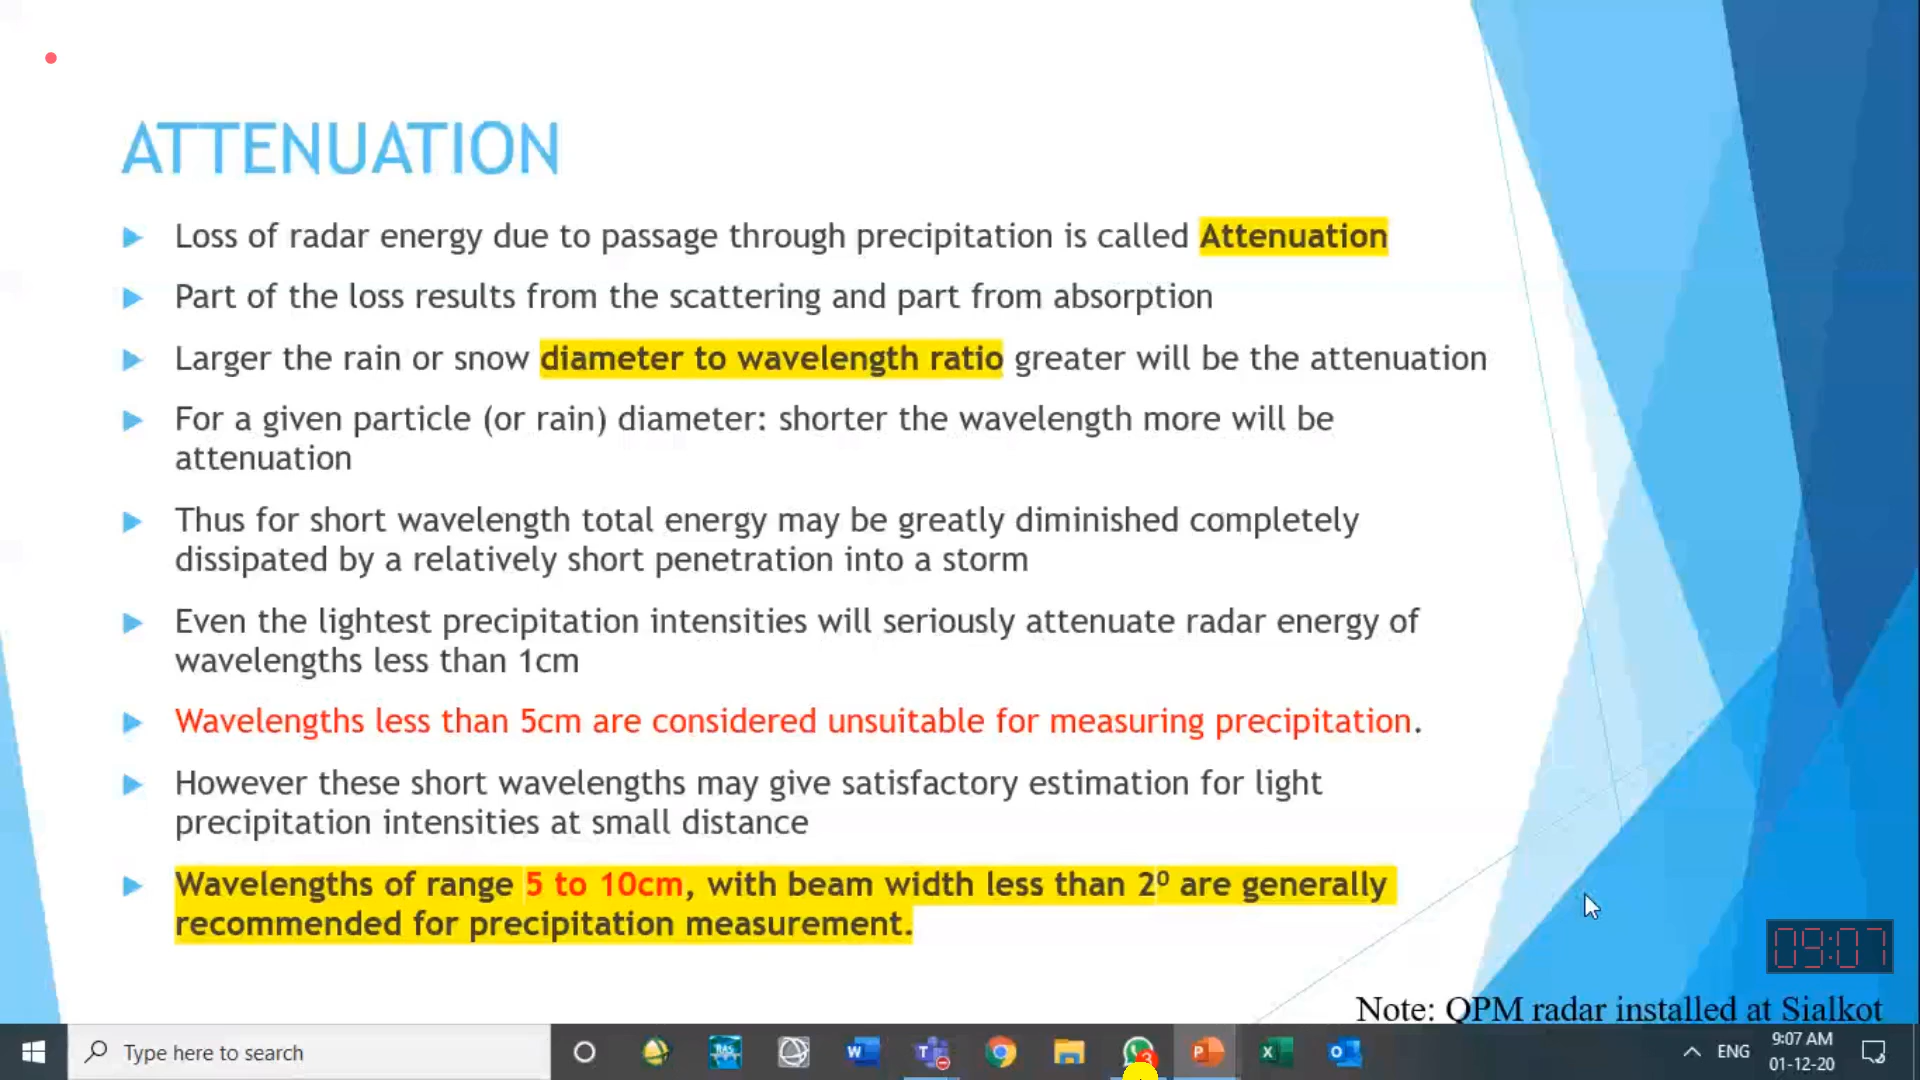 ATTENUATION
Loss of radar energy due to passage through precipitation is called Attenuation
Part of the loss results from the scattering and part from absorption
Larger the rain or snow diameter to wavelength ratio greater will be the attenuation
For a given particle (or rain) diameter: shorter the wavelength more will be
attenuation
Thus for short wavelength total energy may be greatly diminished completely
dissipated by a relatively short penetration into a storm
Even the lightest precipitation intensities will seriously attenuate radar energy of
wavelengths less than 1cm
Wavelengths less than 5cm are considered unsuitable for measuring precipitation.
However these short wavelengths may give satisfactory estimation for light
precipitation intensities at small distance
Wavelengths of range 5 to 10cm, with beam width less than 2⁰ are generally
recommended for precipitation measurement.
09:07
Note: QPM radar installed at Sialkot
Type here to search
RAS
W
T
3
P
X
O
ENG
9:07 AM
01-12-20